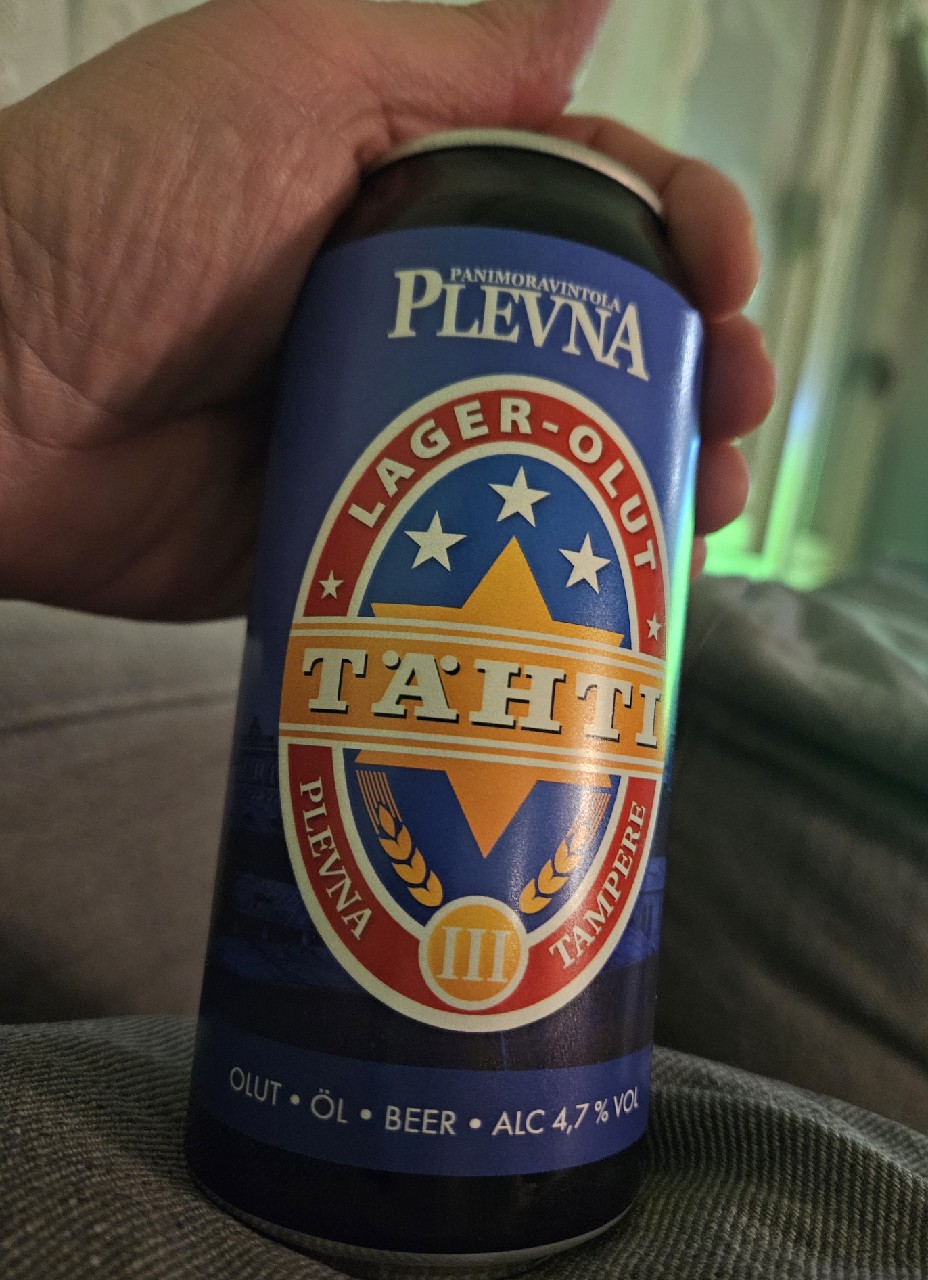 PANIMORAVINTOLA
PLEVNA
LAGER-OLUT
TÄHTI
PLEVNA
TAMPERE
III
OLUT • ÖL • BEER • ALC 4,7 % VOL